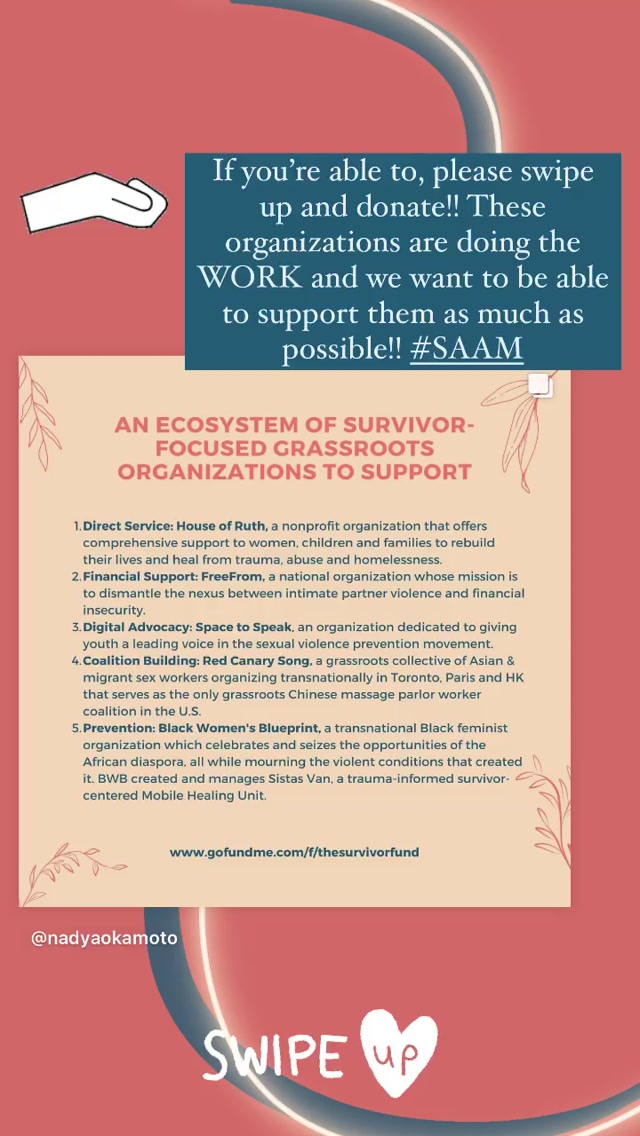 If you’re able to, please swipe
up and donate!! These
organizations are doing the
WORK and we want to be able
to support them as much as
possible!! #SAAM
AN ECOSYSTEM OF SURVIVOR-
FOCUSED GRASSROOTS
ORGANIZATIONS TO SUPPORT
1. Direct Service: House of Ruth, a nonprofit organization that offers
comprehensive support to women, children and families to rebuild
their lives and heal from trauma, abuse and homelessness.
2. Financial Support: FreeFrom, a national organization whose mission is
to dismantle the nexus between intimate partner violence and financial
insecurity.
3. Digital Advocacy: Space to Speak, an organization dedicated to giving
youth a leading voice in the sexual violence prevention movement.
4. Coalition Building: Red Canary Song, a grassroots collective of Asian &
migrant sex workers organizing transnationally in Toronto, Paris and HK
that serves as the only grassroots Chinese massage parlor worker
coalition in the U.S.
5. Prevention: Black Women's Blueprint, a transnational Black feminist
organization which celebrates and seizes the opportunities of the
African diaspora, all while mourning the violent conditions that created
it. BWB created and manages Sistas Van, a trauma-informed survivor-
centered Mobile Healing Unit.
www.gofundme.com/f/thesurvivorfund
@nadyaokamoto
SWIPE up